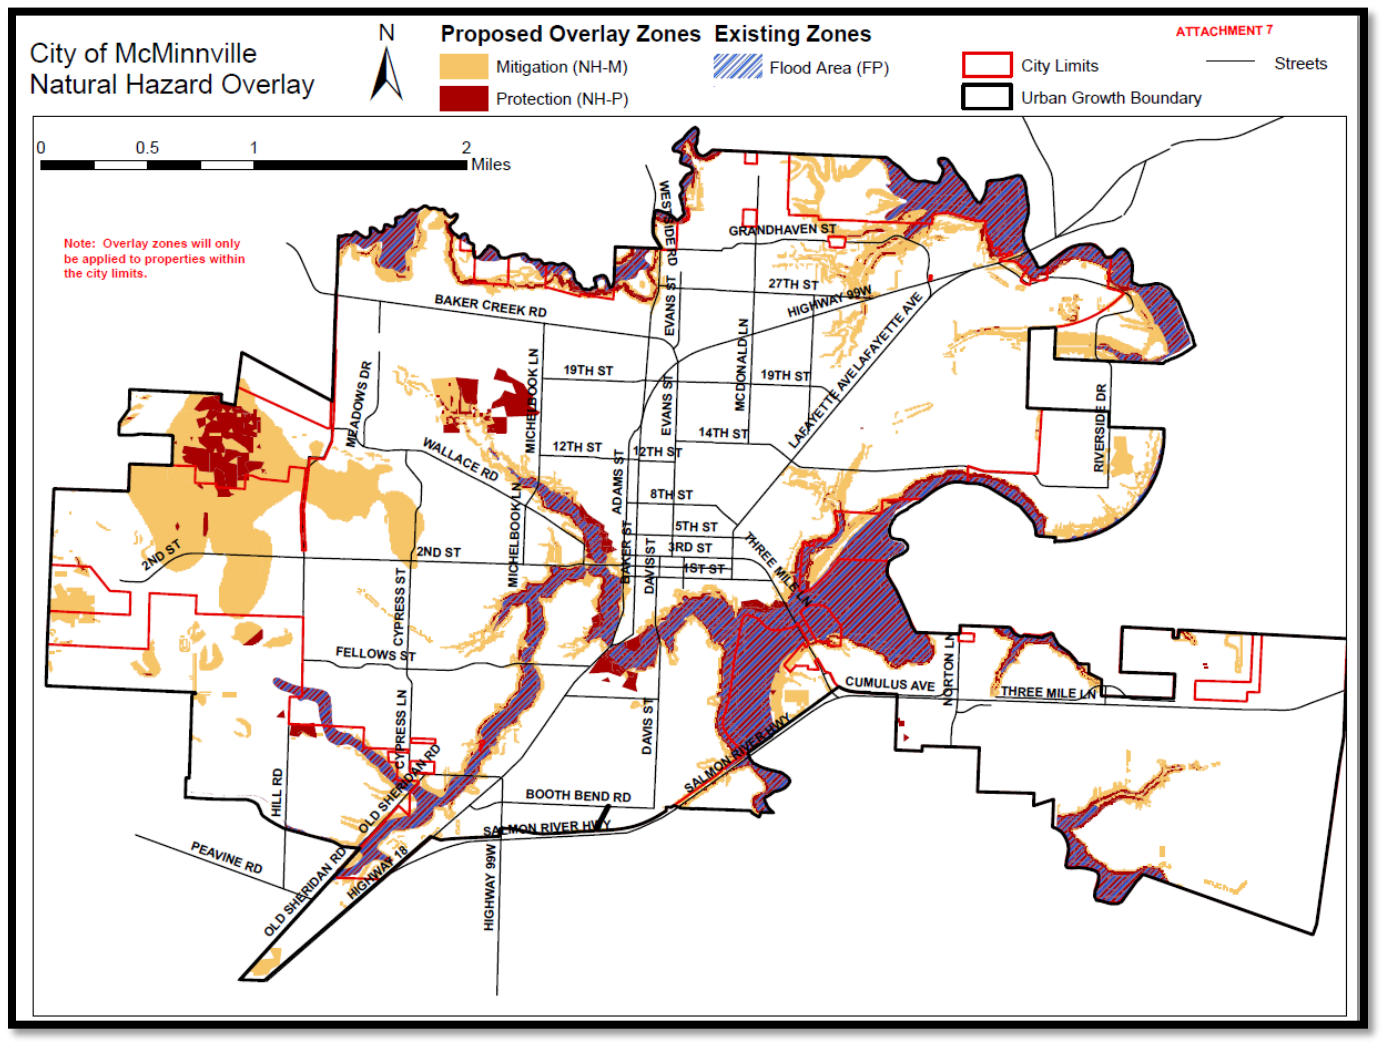 City of McMinnville
Natural Hazard Overlay
N
Proposed Overlay Zones
Mitigation (NH-M)
Protection (NH-P)
Existing Zones
Flood Area (FP)
ATTACHMENT 7
City Limits
Streets
Urban Growth Boundary
0 0.5 1 2
Miles
Note: Overlay zones will only
be applied to properties within
the city limits.
WESTSIDE RD
GRANDHAVEN ST
27TH ST
HIGHWAY 99W
BAKER CREEK RD
EVANS ST
LAFAYETTE AVE
LAFAYETTE AVE
MCDONALD LN
19TH ST
19TH ST
MEADOWS DR
MICHELBOOK LN
EVANS ST
RIVERSIDE DR
14TH ST
WALLACE RD
12TH ST
12TH ST
ADAMS ST
8TH ST
MICHELBOOK LN
5TH ST
3RD ST
1ST ST
2ND ST
2ND ST
MICHELBOOK LN
BAKER ST
DAVIS ST
THREE MILE LN
CYPRESS ST
FELLOWS ST
NORTON LN
CUMULUS AVE
THREE MILE LN
CYPRESS LN
DAVIS ST
SALMON RIVER HWY
OLD SHERIDAN RD
HILL RD
BOOTH BEND RD
SALMON RIVER HWY
PEAVINE RD
OLD SHERIDAN RD
HIGHWAY 18
HIGHWAY 99W